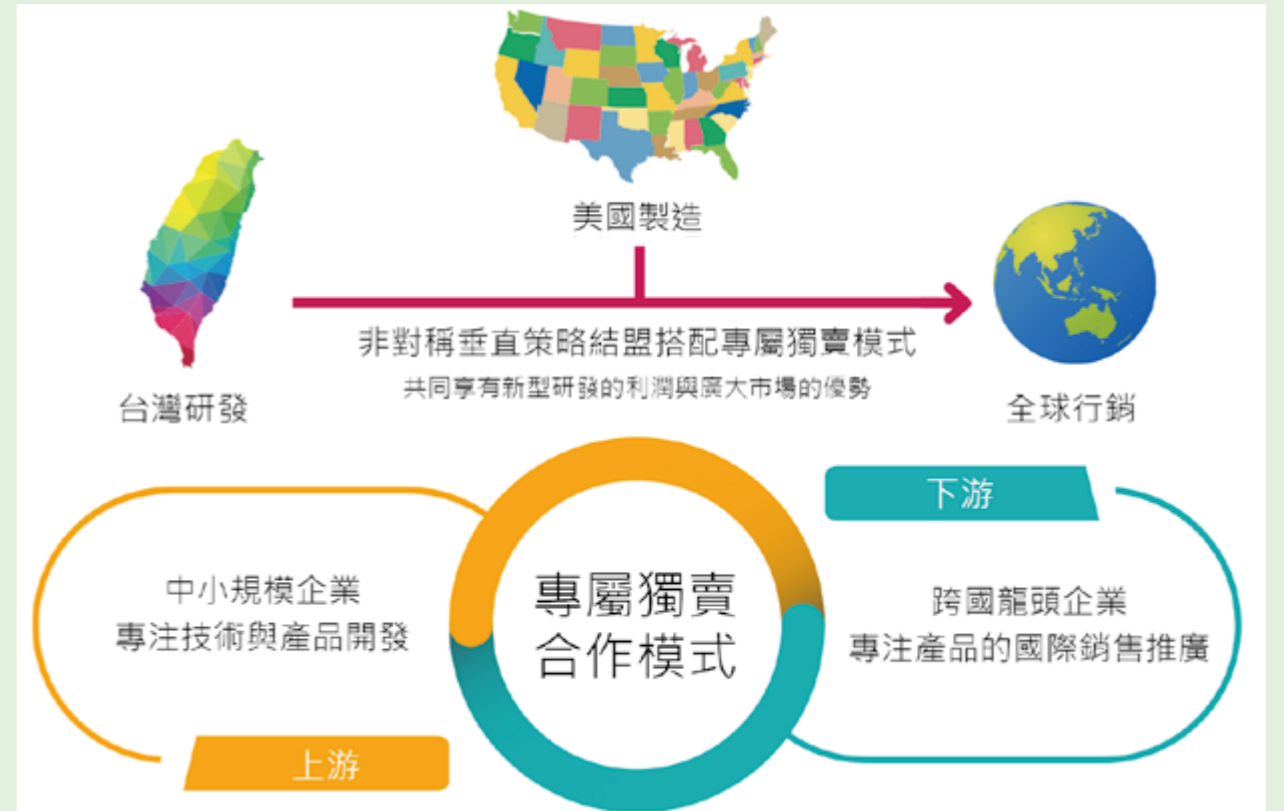 美國製造
非對稱垂直策略結盟搭配專屬獨賣模式
共同享有新型研發的利潤與廣大市場的優勢
台灣研發
全球行銷
下游
中小規模企業
專注技術與產品開發
專屬獨賣
合作模式
跨國龍頭企業
專注產品的國際銷售推廣
上游